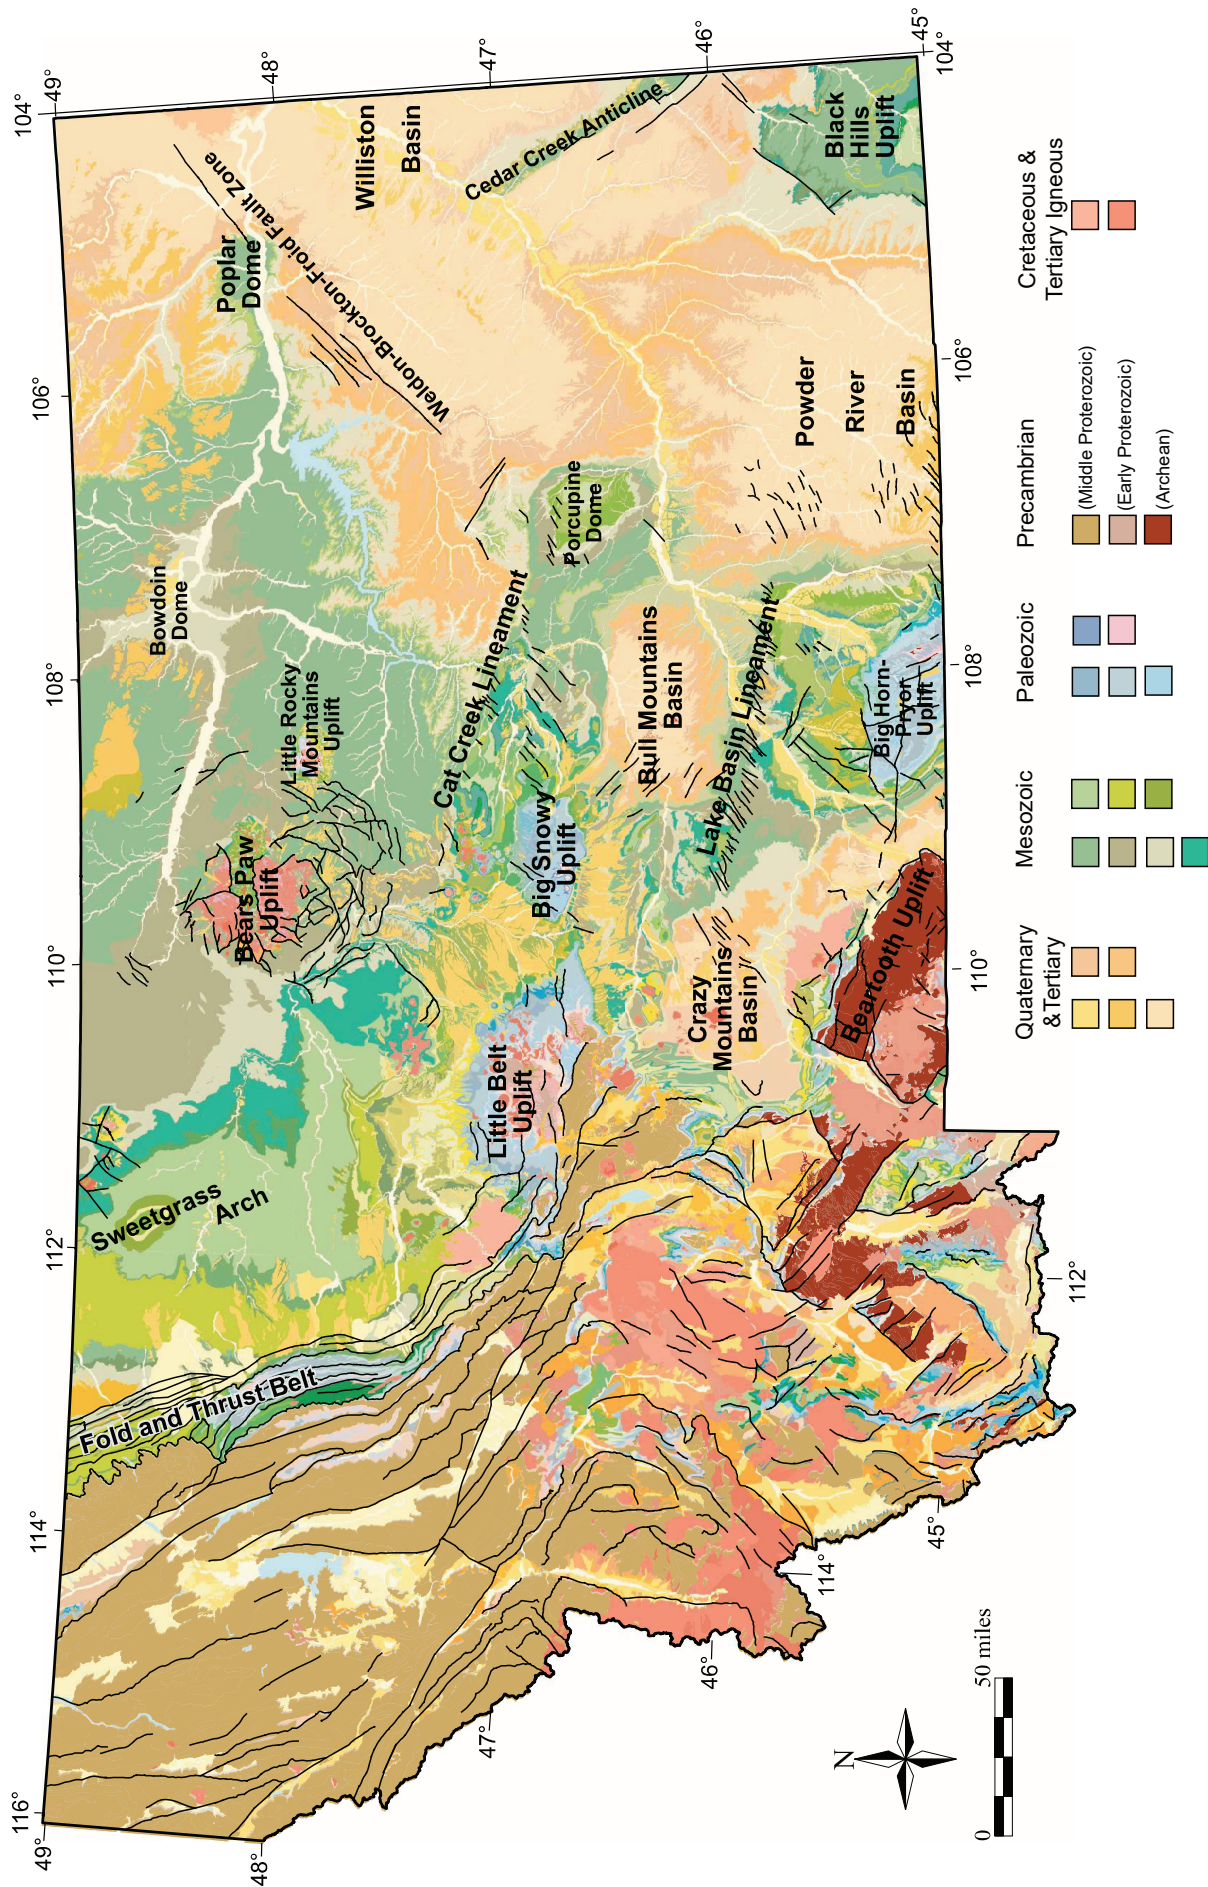 116°
114°
112°
110°
108°
106°
104°
49°
49°
48°
48°
47°
47°
46°
46°
45°
45°
104°
106°
108°
110°
112°
114°
Fold and Thrust Belt
Sweetgrass
Arch
Bears Paw
Uplift
Little Rocky
Mountains
Uplift
Bowdoin
Dome
Poplar
Dome
Weldon-Brockton-Froid Fault Zone
Williston
Basin
Cedar Creek Anticline
Cat Creek Lineament
Porcupine
Dome
Little Belt
Uplift
Big Snowy
Uplift
Bull Mountains
Basin
Crazy
Mountains
Basin
Lake Basin Lineament
Powder
River
Basin
Black
Hills
Uplift
Beartooth Uplift
Big Horn-
Pryor
Uplift
N
0
50 miles
Quaternary
&Tertiary
Mesozoic
Paleozoic
Precambrian
(Middle Proterozoic)
(Early Proterozoic)
(Archean)
Cretaceous &
Tertiary Igneous